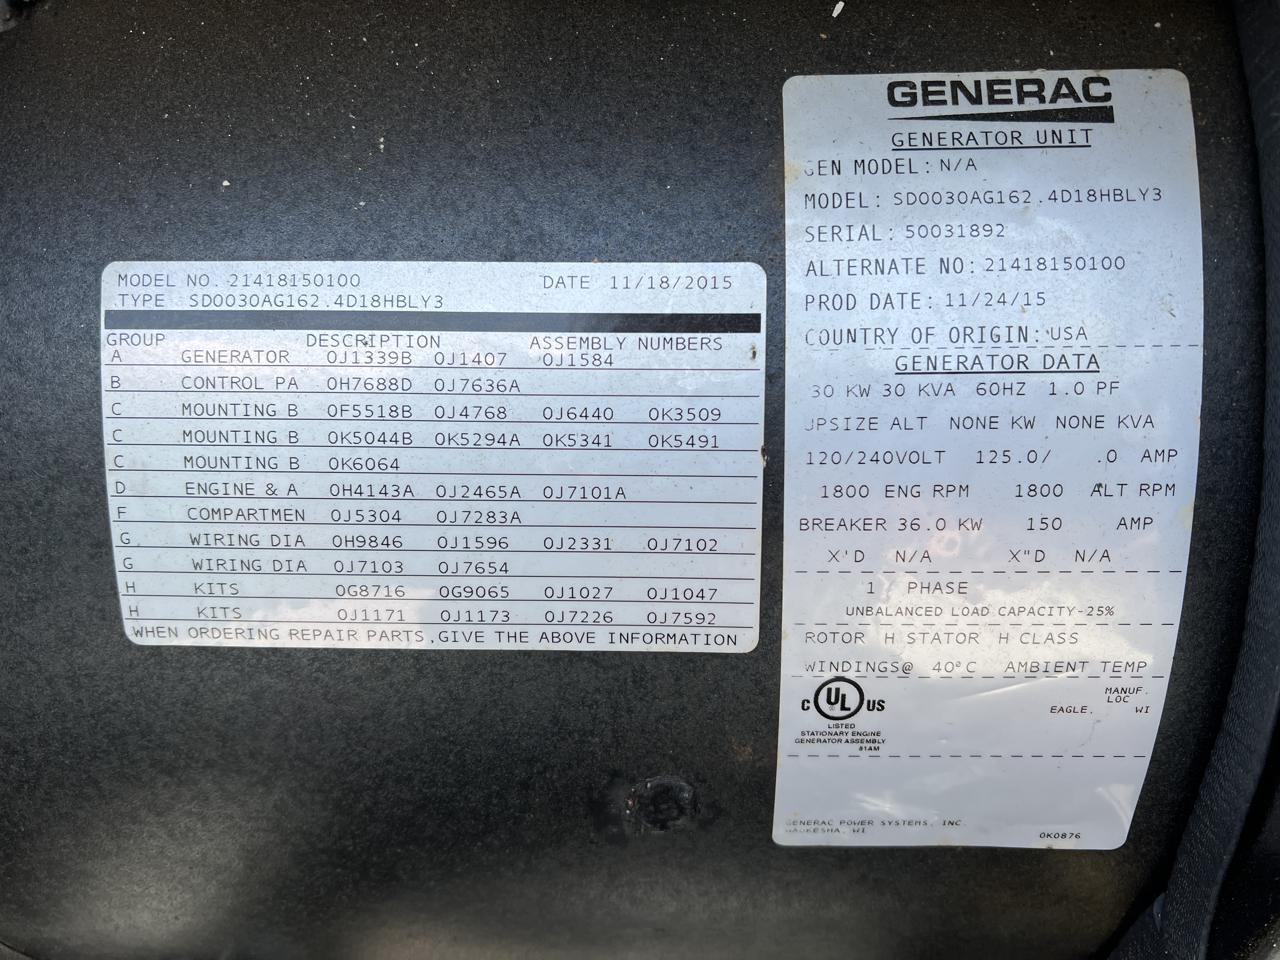 MODEL NO. 21418150100 DATE 11/18/2015
TYPE SD0030AG162.4D18HBLY3
GROUP DESCRIPTION ASSEMBLY NUMBERS
A GENERATOR 0J1339B 0J1407 0J1584
B CONTROL PA 0H7688D 0J7636A
C MOUNTING B 0F5518B 0J4768 0J6440 0K3509
C MOUNTING B 0K5044B 0K5294A 0K5341 0K5491
C MOUNTING B 0K6064
D ENGINE & A 0H4143A 0J2465A 0J7101A
F COMPARTMEN 0J5304 0J7283A
G WIRING DIA 0H9846 0J1596 0J2331 0J7102
G WIRING DIA 0J7103 0J7654
H KITS 0G8716 0G9065 0J1027 0J1047
H KITS 0J1171 0J1173 0J7226 0J7592
WHEN ORDERING REPAIR PARTS, GIVE THE ABOVE INFORMATION
GENERAC
GENERATOR UNIT
GEN MODEL: N/A
MODEL: SD0030AG162.4D18HBLY3
SERIAL: 50031892
ALTERNATE NO: 21418150100
PROD DATE: 11/24/15
COUNTRY OF ORIGIN: USA
GENERATOR DATA
30 KW 30 KVA 60HZ 1.0 PF
UPSIZE ALT NONE KW NONE KVA
120/240VOLT 125.0/ .0 AMP
1800 ENG RPM 1800 ALT RPM
BREAKER 36.0 KW 150 AMP
X'D N/A X"D N/A
1 PHASE
UNBALANCED LOAD CAPACITY-25%
ROTOR H STATOR H CLASS
WINDINGS@ 40°C AMBIENT TEMP
C UL US
LISTED
STATIONARY ENGINE
GENERATOR ASSEMBLY
81AM
MANUF.
LOC
EAGLE, WI
GENERAC POWER SYSTEMS, INC.
WAUKESHA, WI
0K0876